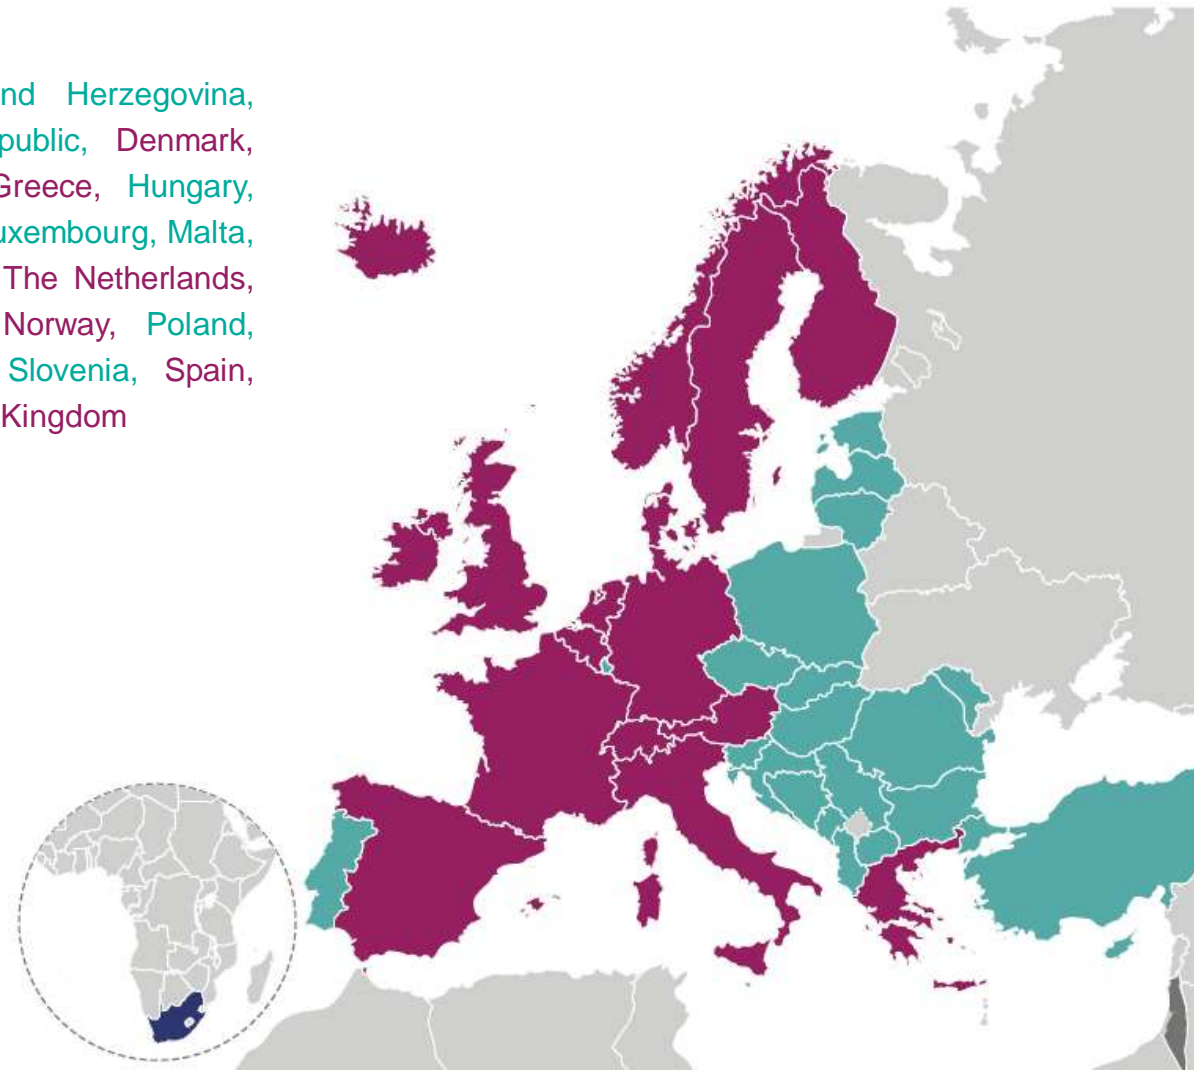 nd Herzegovina,
public, Denmark,
Greece, Hungary,
uxembourg, Malta,
The Netherlands,
Norway, Poland,
Slovenia, Spain,
Kingdom